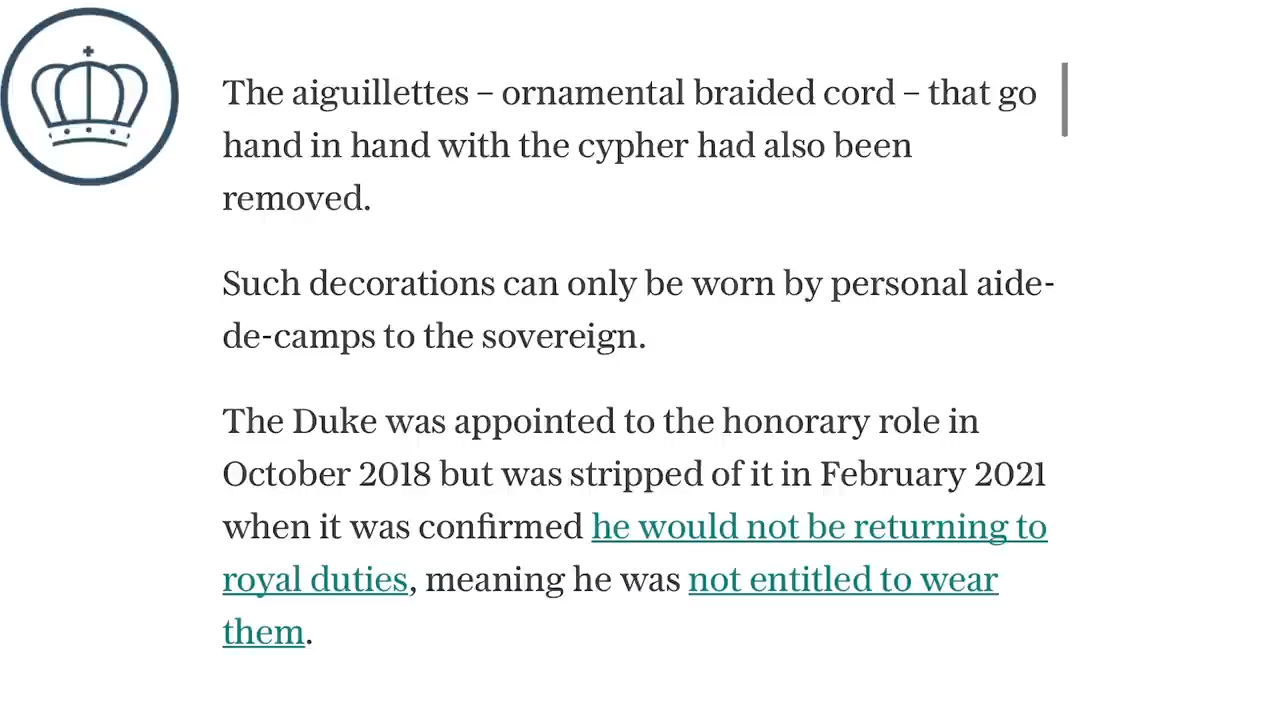 The aiguillettes – ornamental braided cord – that go
hand in hand with the cypher had also been
removed.
Such decorations can only be worn by personal aide-
de-camps to the sovereign.
The Duke was appointed to the honorary role in
October 2018 but was stripped of it in February 2021
when it was confirmed he would not be returning to
royal duties, meaning he was not entitled to wear
them.